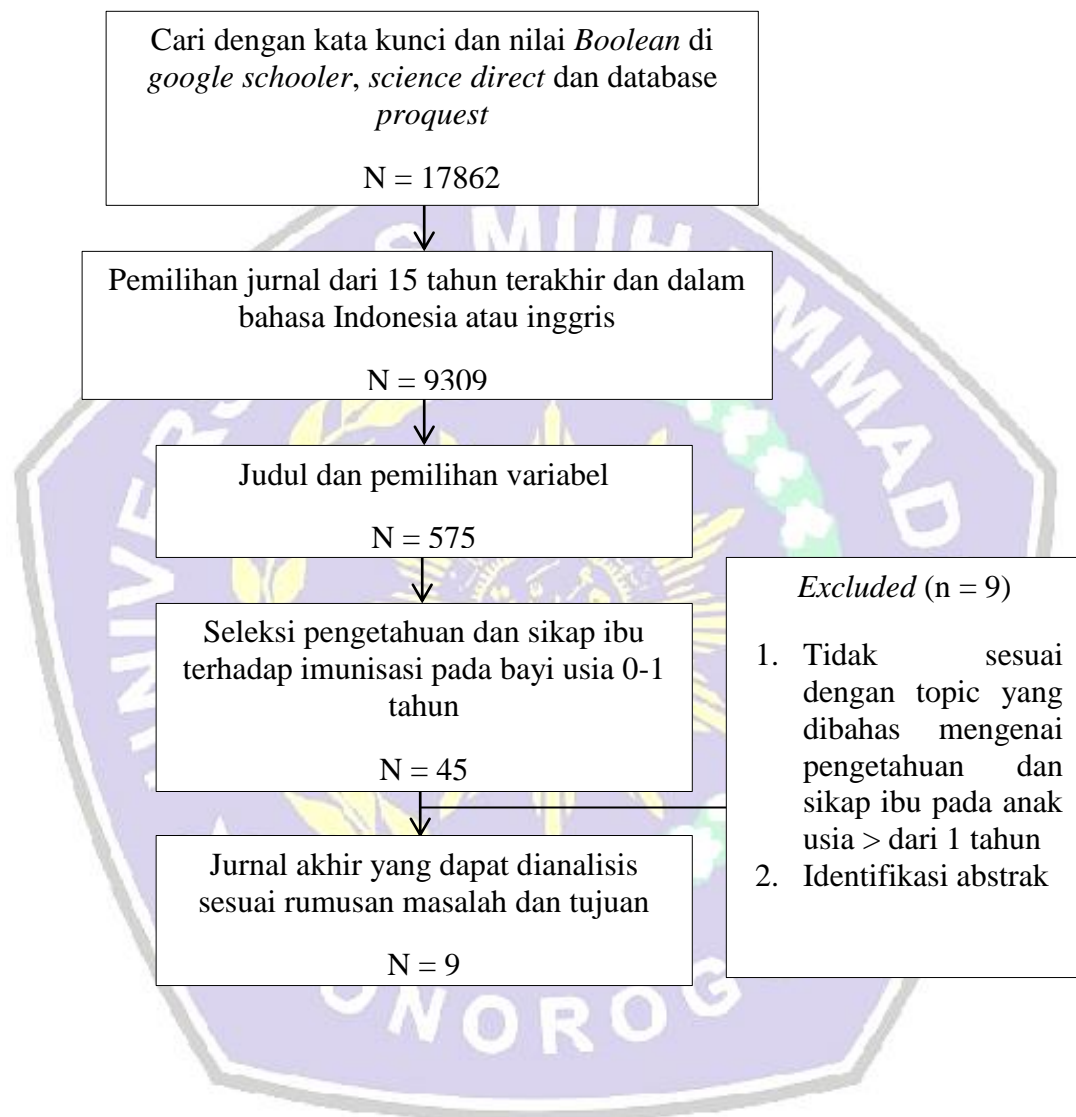 Cari dengan kata kunci dan nilai Boolean di
google schooler, science direct dan database
proquest
N = 17862
Pemilihan jurnal dari 15 tahun terakhir dan dalam
bahasa Indonesia atau inggris
N = 9309
Judul dan pemilihan variabel
N = 575
Seleksi pengetahuan dan sikap ibu
terhadap imunisasi pada bayi usia 0-1
tahun
N = 45
Excluded (n = 9)
1. Tidak sesuai
dengan topic yang
dibahas mengenai
pengetahuan dan
sikap ibu pada anak
usia > dari 1 tahun
2. Identifikasi abstrak
Jurnal akhir yang dapat dianalisis
sesuai rumusan masalah dan tujuan
N = 9